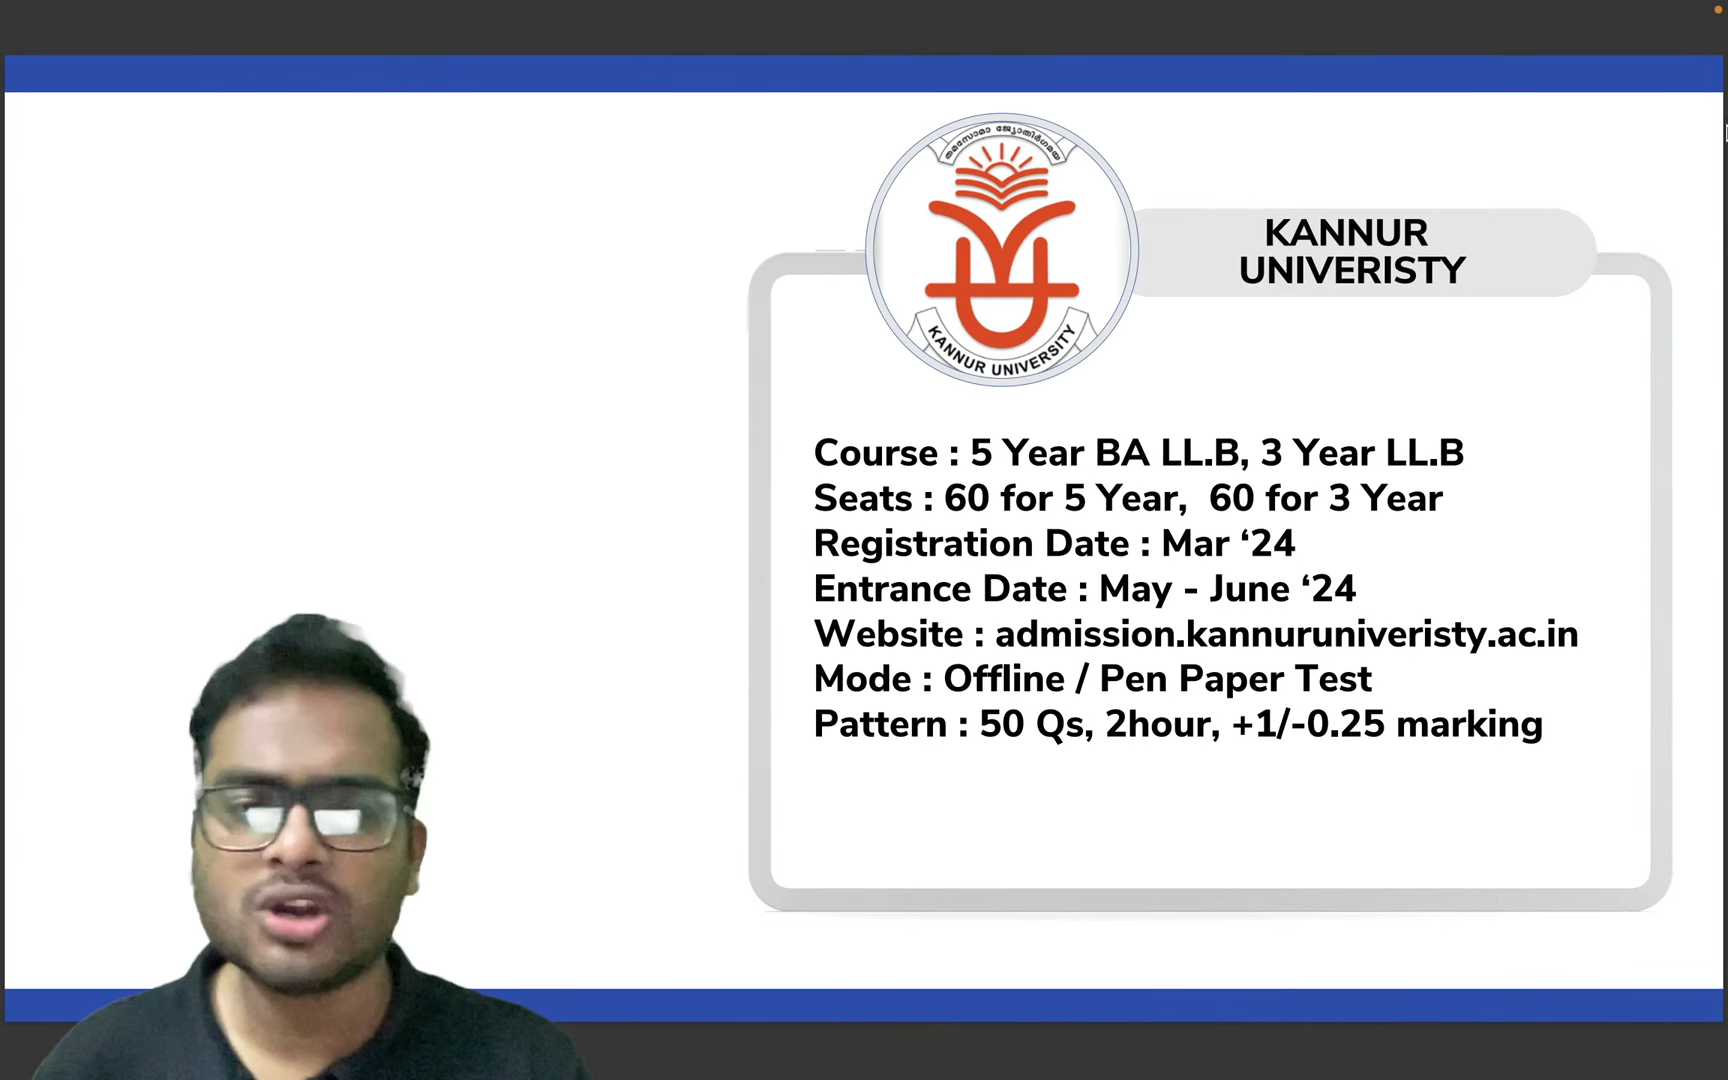 തമസോമാ ജ്യോതിർഗമയ
KANNUR UNIVERSITY
KANNUR
UNIVERISTY
Course : 5 Year BA LL.B, 3 Year LL.B
Seats : 60 for 5 Year,  60 for 3 Year
Registration Date : Mar ‘24
Entrance Date : May - June ‘24
Website : admission.kannuruniveristy.ac.in
Mode : Offline / Pen Paper Test
Pattern : 50 Qs, 2hour, +1/-0.25 marking